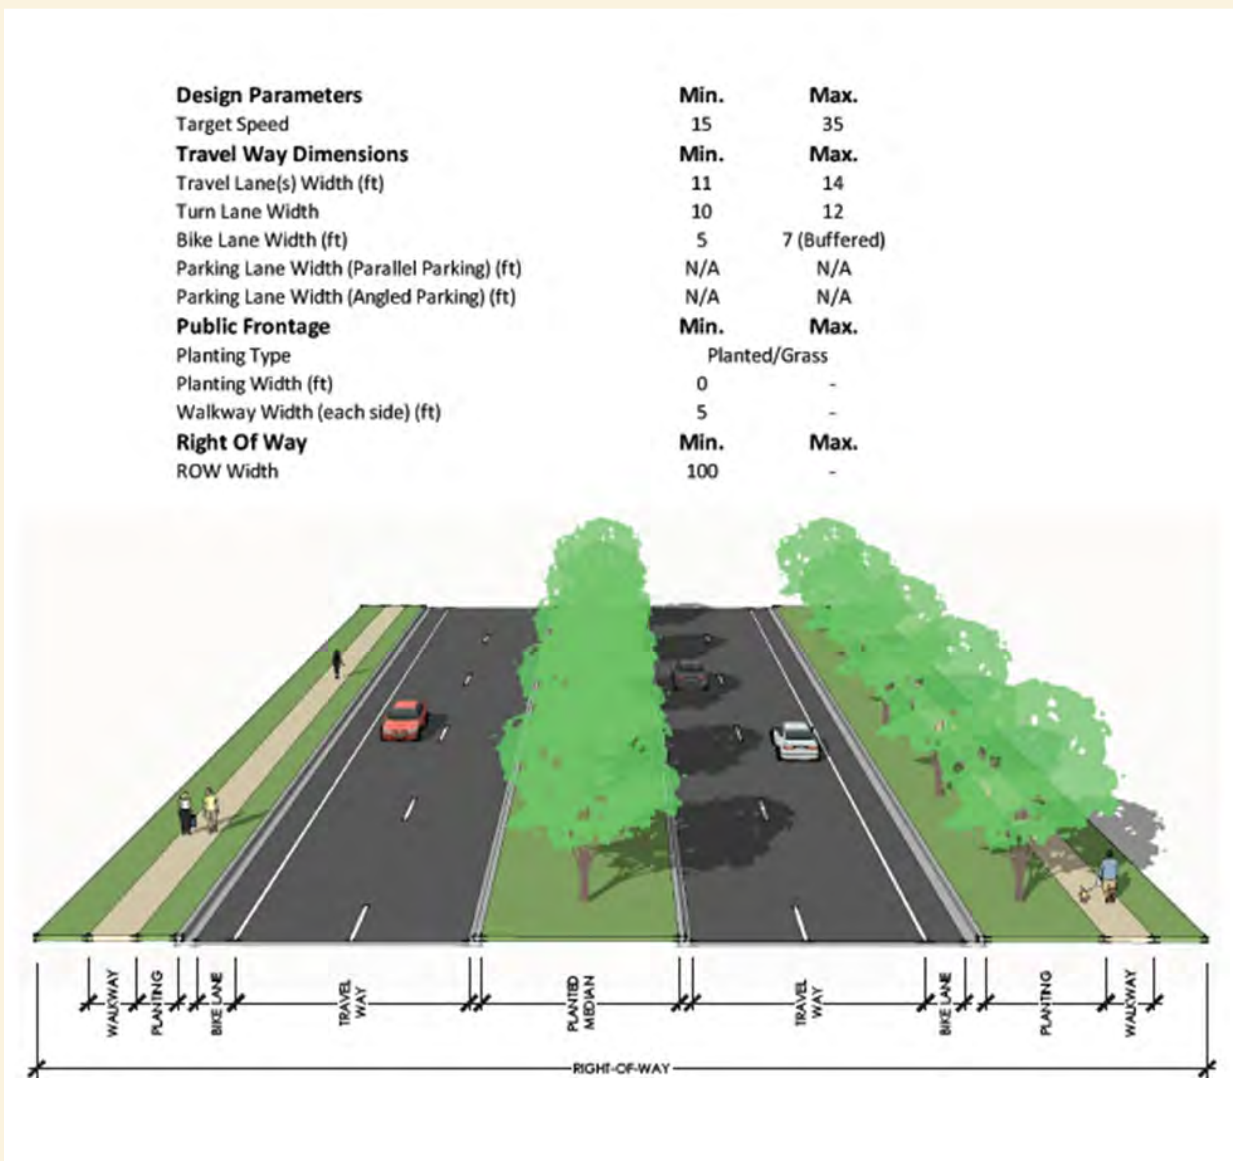 Design Parameters Min. Max.
Target Speed 15 35
Travel Way Dimensions Min. Max.
Travel Lane(s) Width (ft) 11 14
Turn Lane Width 10 12
Bike Lane Width (ft) 5 7 (Buffered)
Parking Lane Width (Parallel Parking) (ft) N/A N/A
Parking Lane Width (Angled Parking) (ft) N/A N/A
Public Frontage Min. Max.
Planting Type Planted/Grass
Planting Width (ft) 0 -
Walkway Width (each side) (ft) 5 -
Right Of Way Min. Max.
ROW Width 100 -
WALKWAY
PLANTING
BIKE LANE
TRAVEL
WAY
PLANTED
MEDIAN
TRAVEL
WAY
BIKE LANE
PLANTING
WALKWAY
RIGHT-OF-WAY